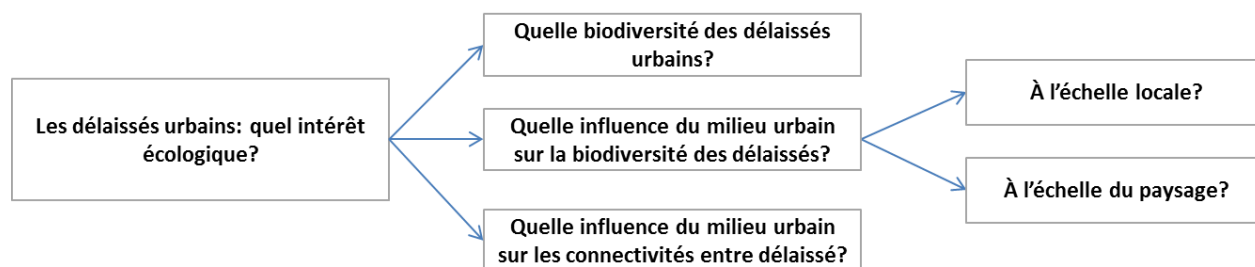 Les délaissés urbains: quel intérêt
écologique?
Quelle biodiversité des délaissés
urbains?
Quelle influence du milieu urbain
sur la biodiversité des délaissés?
Quelle influence du milieu urbain
sur les connectivités entre délaissé?
À l'échelle locale?
À l'échelle du paysage?